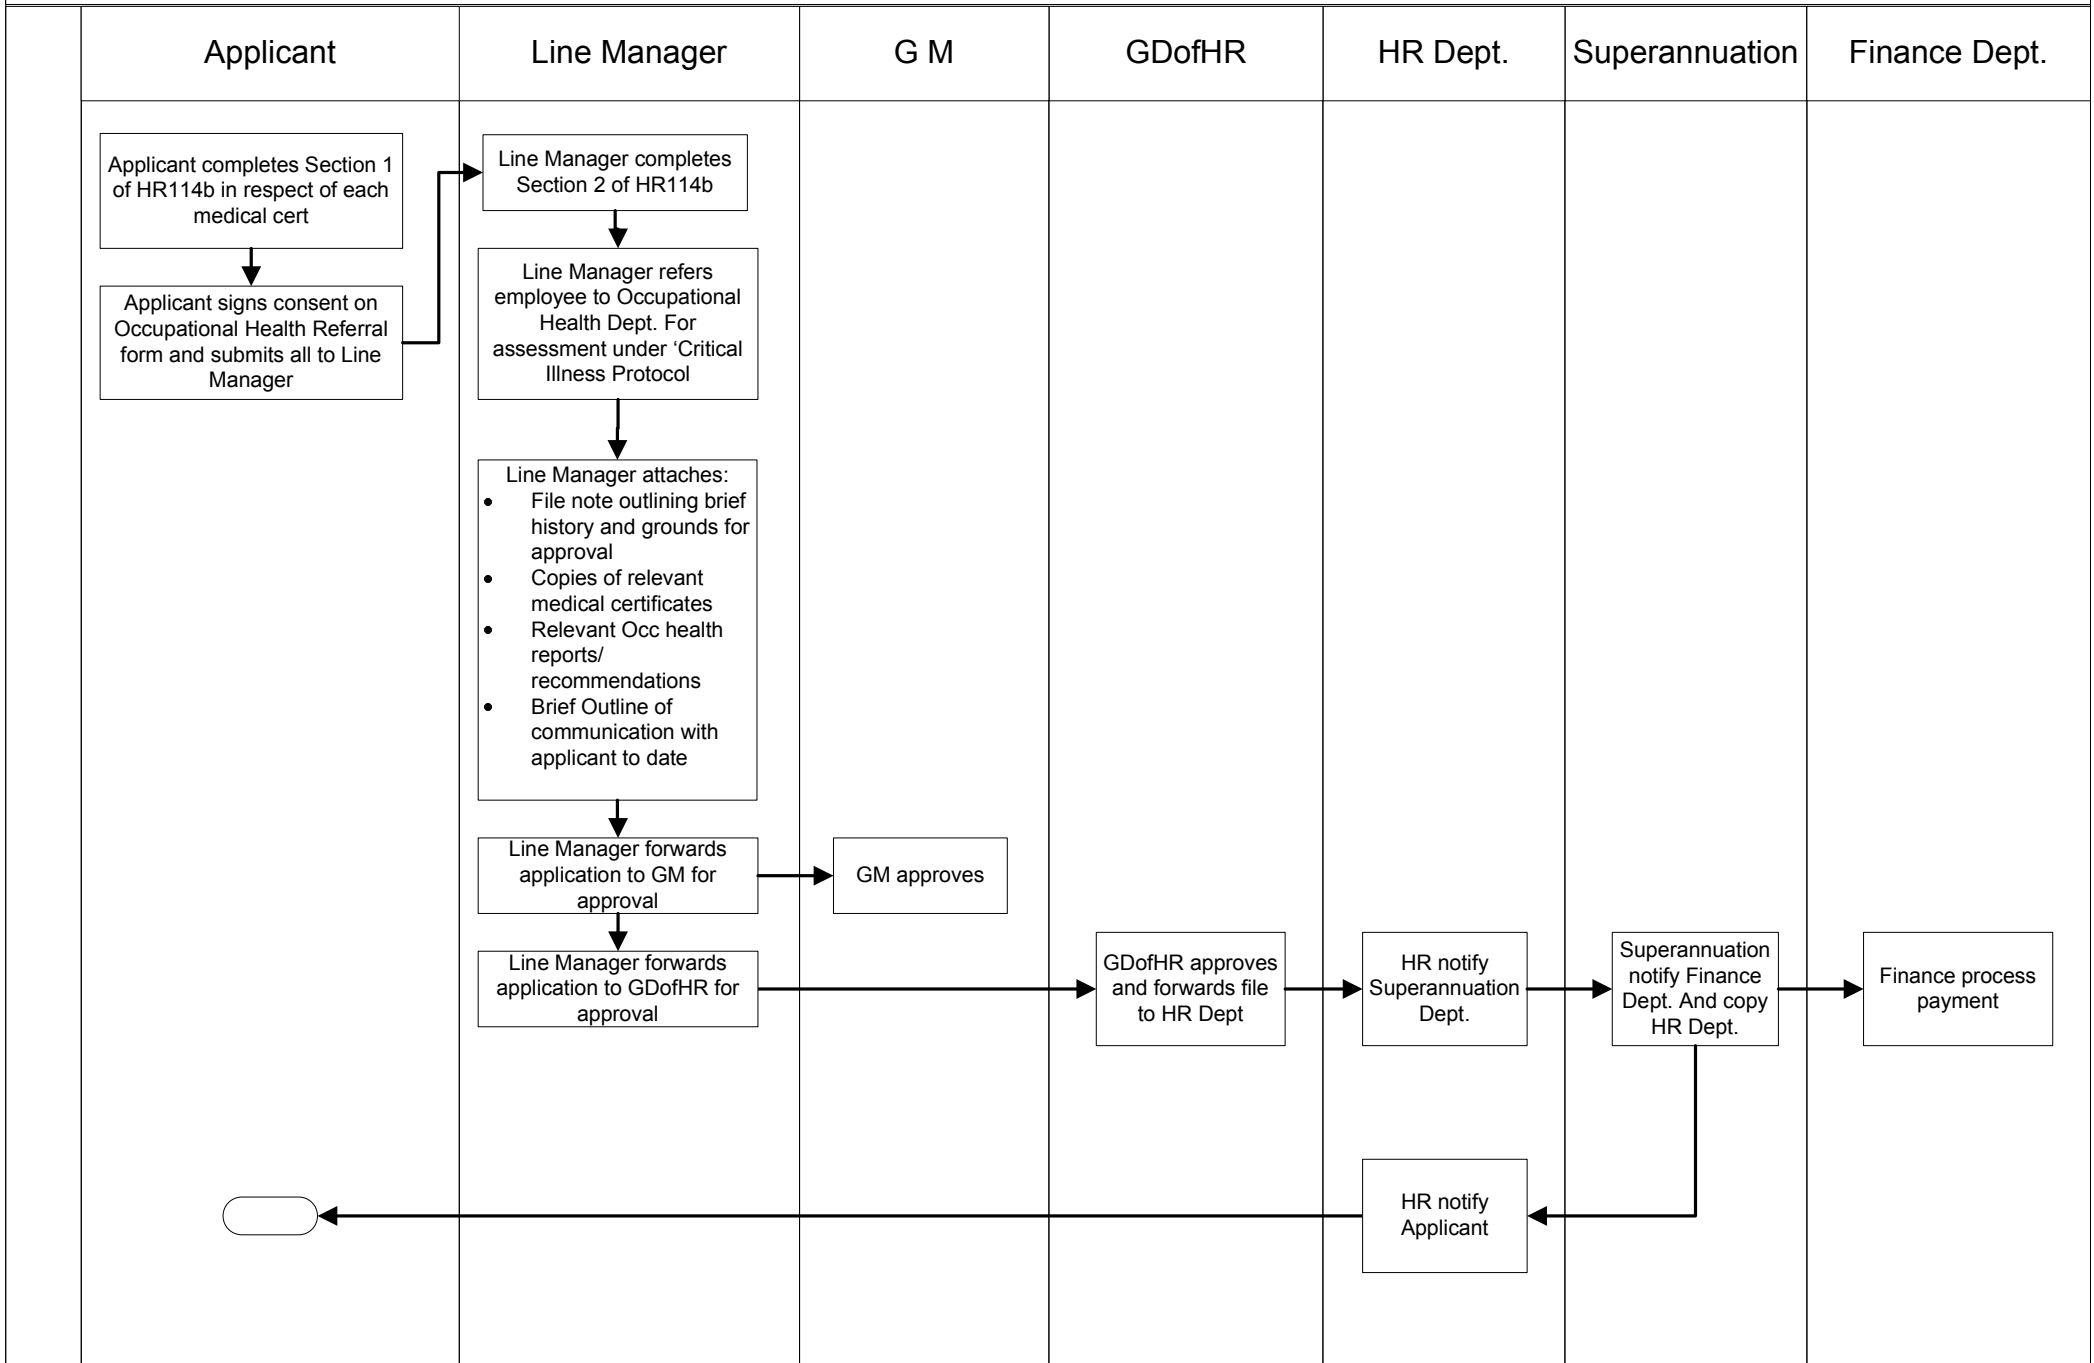 Applicant
Line Manager
G M
GDofHR
HR Dept.
Superannuation
Finance Dept.
Applicant completes Section 1
of HR114b in respect of each
medical cert
Applicant signs consent on
Occupational Health Referral
form and submits all to Line
Manager
Line Manager completes
Section 2 of HR114b
Line Manager refers
employee to Occupational
Health Dept. For
assessment under ‘Critical
Illness Protocol
Line Manager attaches:
• File note outlining brief
history and grounds for
approval
• Copies of relevant
medical certificates
• Relevant Occ health
reports/
recommendations
• Brief Outline of
communication with
applicant to date
Line Manager forwards
application to GM for
approval
GM approves
Line Manager forwards
application to GDofHR for
approval
GDofHR approves
and forwards file
to HR Dept
HR notify
Superannuation
Dept.
Superannuation
notify Finance
Dept. And copy
HR Dept.
Finance process
payment
HR notify
Applicant